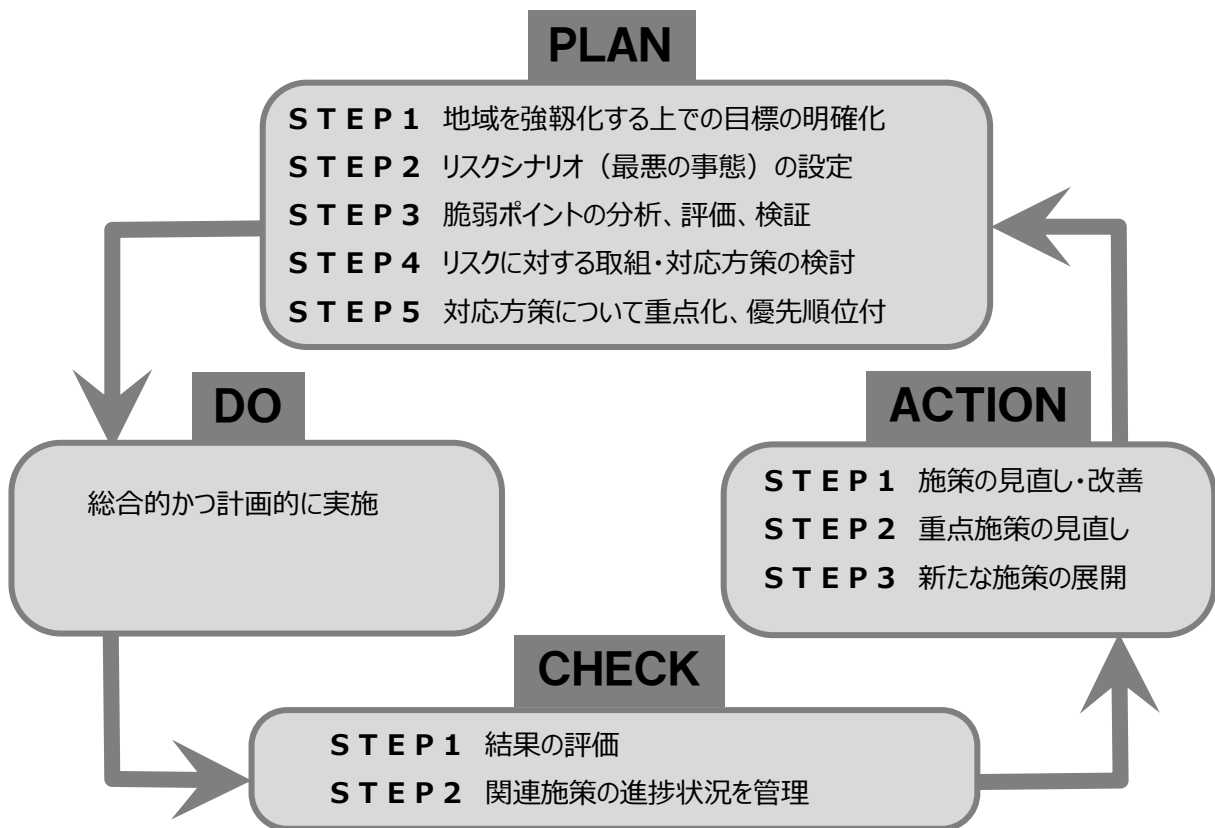 PLAN
STEP1 地域を強靱化する上での目標の明確化
STEP2 リスクシナリオ（最悪の事態）の設定
STEP3 脆弱ポイントの分析、評価、検証
STEP4 リスクに対する取組・対応方策の検討
STEP5 対応方策について重点化、優先順位付
DO
総合的かつ計画的に実施
CHECK
STEP1 結果の評価
STEP2 関連施策の進捗状況を管理
ACTION
STEP1 施策の見直し・改善
STEP2 重点施策の見直し
STEP3 新たな施策の展開